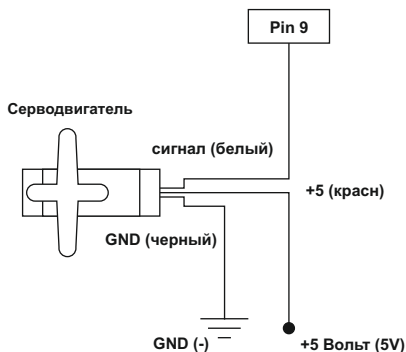 Pin 9
Серводвигатель
сигнал (белый)
+5 (красн)
GND (черный)
GND (-)
+5 Вольт (5V)